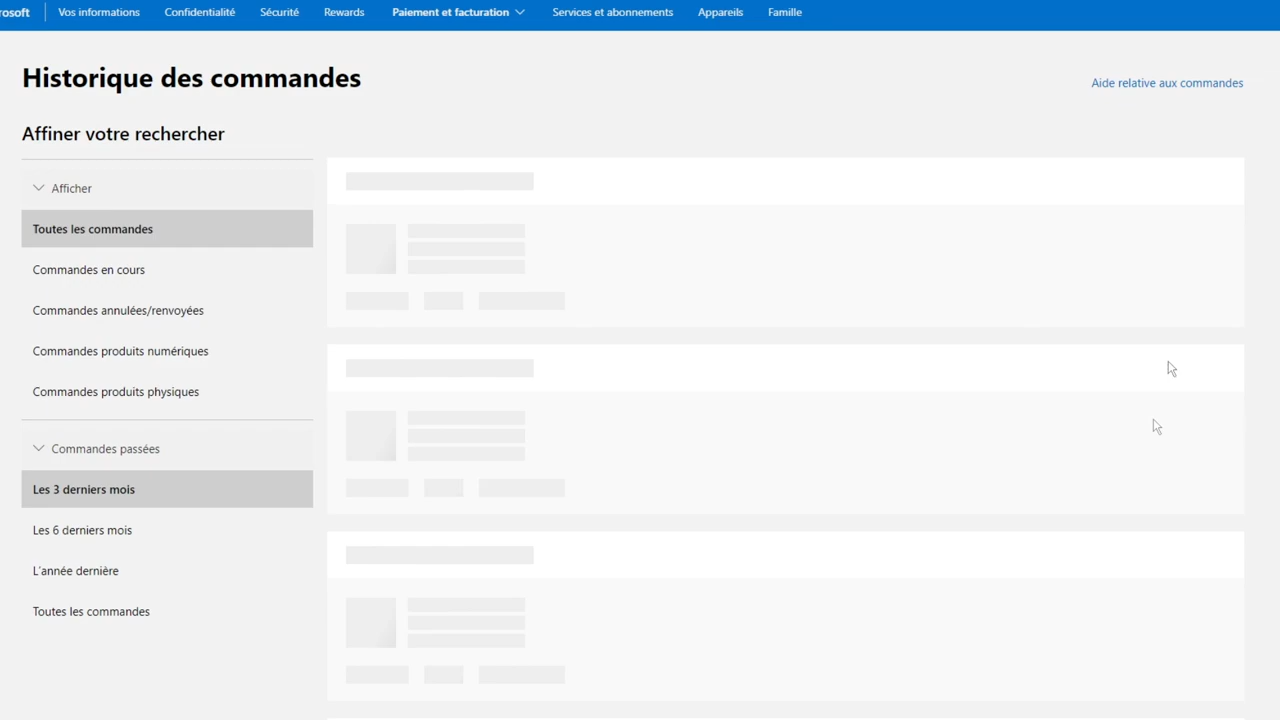 rosoft Vos informations Confidentialité Sécurité Rewards Paiement et facturation Services et abonnements Appareils Famille
Historique des commandes
Aide relative aux commandes
Affiner votre rechercher
Afficher
Toutes les commandes
Commandes en cours
Commandes annulées/renvoyées
Commandes produits numériques
Commandes produits physiques
Commandes passées
Les 3 derniers mois
Les 6 derniers mois
L'année dernière
Toutes les commandes